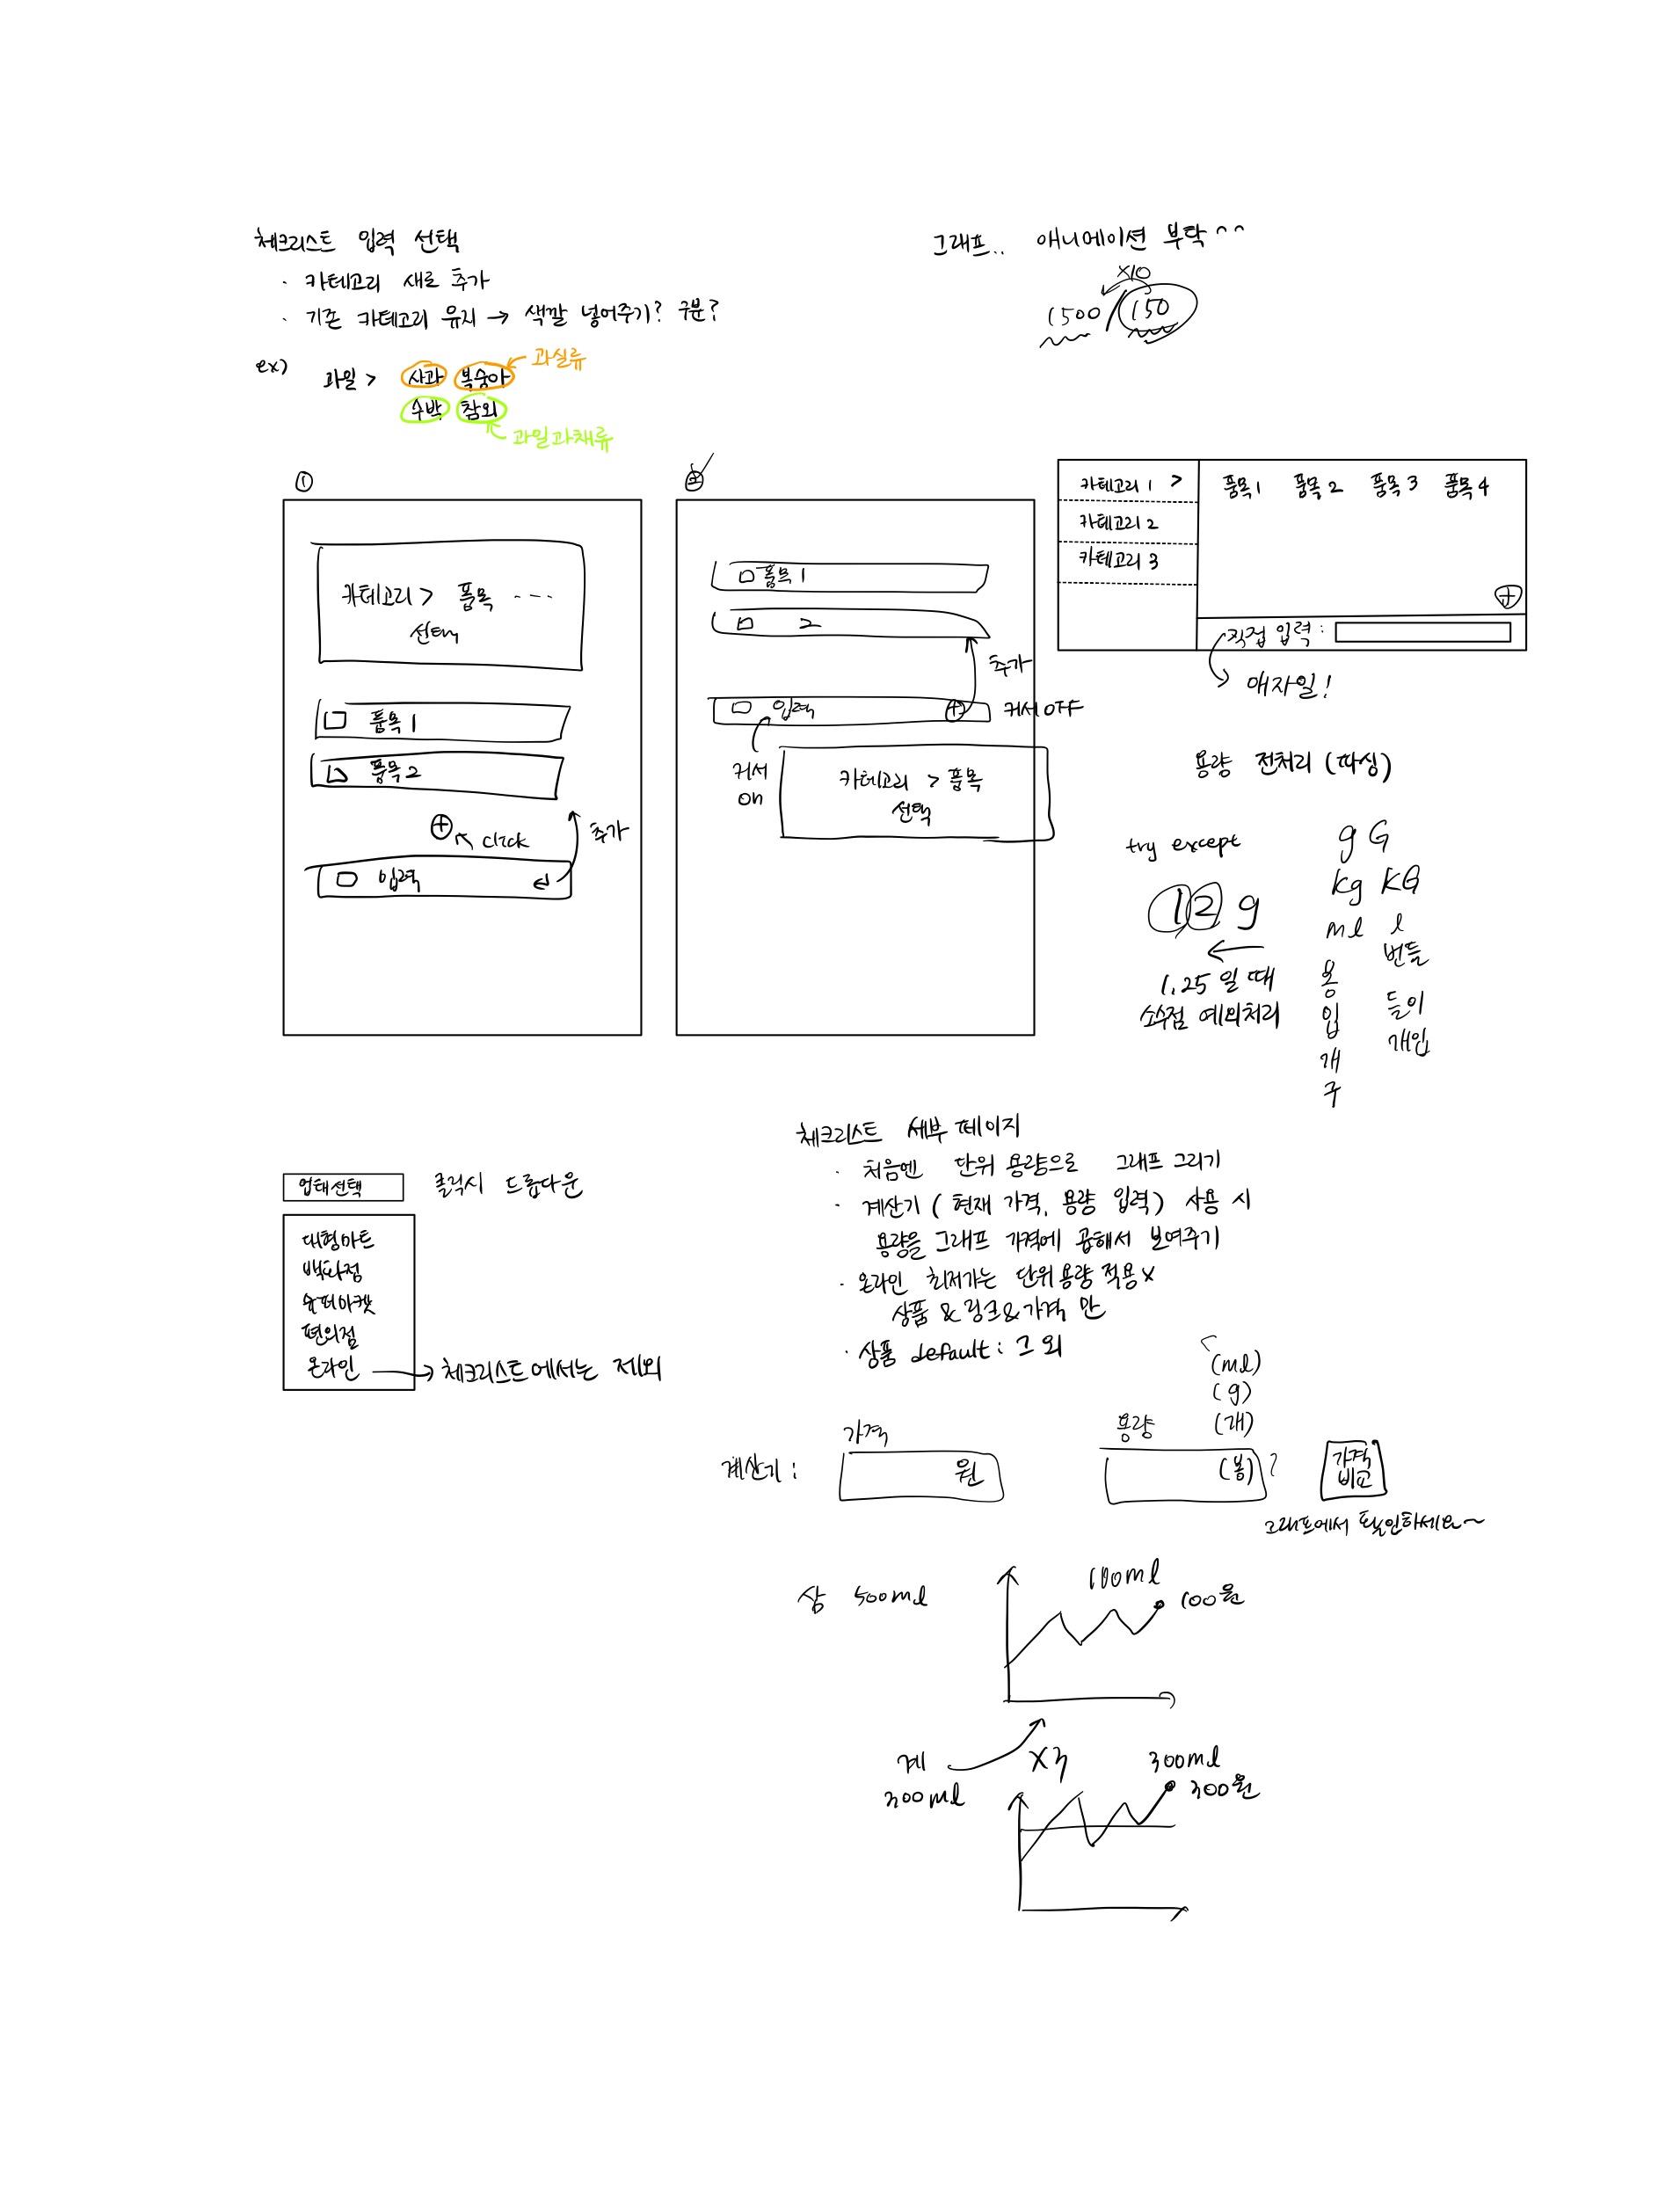 체크리스트 입력 선택
· 카테고리 새로 추가
· 기존 카테고리 유지 → 색깔 넣어주기? 구분?
ex) 과일 > 사과 복숭아 ← 과실류
수박 참외
← 과일과채류
그래프.. 애니메이션 부탁^^
×10
1500/150
①
카테고리 > 품목 ...
선택
품목 1
품목 2
⊕ click
추가
입력
②
품목 1
2
추가
입력 ⊕ 커서 OFF
커서
on
카테고리 > 품목
선택
카테고리 1 > 품목1 품목 2 품목 3 품목 4
카테고리 2
카테고리 3
⊕
직접 입력 :
→ 매자일!
용량 전처리 (파싱)
try except
12 g
←
1.25 일 때
소수점 예외처리
g G
kg KG
ml l
번들
봉
입 들이
개입
개
구
업태선택 클릭시 드롭다운
대형마트
백화점
슈퍼마켓
편의점
온라인 → 체크리스트에서는 제외
체크리스트 세부 페이지
· 처음엔 단위 용량으로 그래프 그리기
· 계산기 ( 현재 가격, 용량 입력 ) 사용 시
용량을 그래프 가격에 곱해서 보여주기
· 온라인 최저가는 단위용량 적용 x
상품 & 링크 & 가격 만
· 상품 default : 그 외
(ml)
(g)
가격 용량 (개)
계산기 : 원 (봉) ? 가격
비교
그래프에서 확인하세요~
상 500ml
100ml
100원
계
300ml
×3
300ml
300원